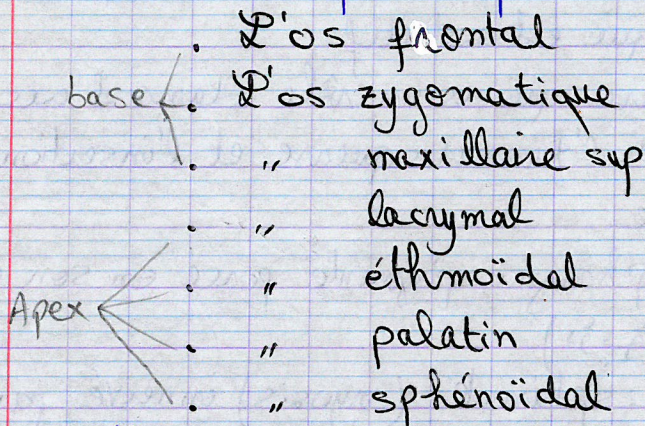 . L'os frontal
base . L'os zygomatique
. " maxillaire sup
. " lacrymal
. " éthmoïdal
Apex
. " palatin
. " sphénoïdal